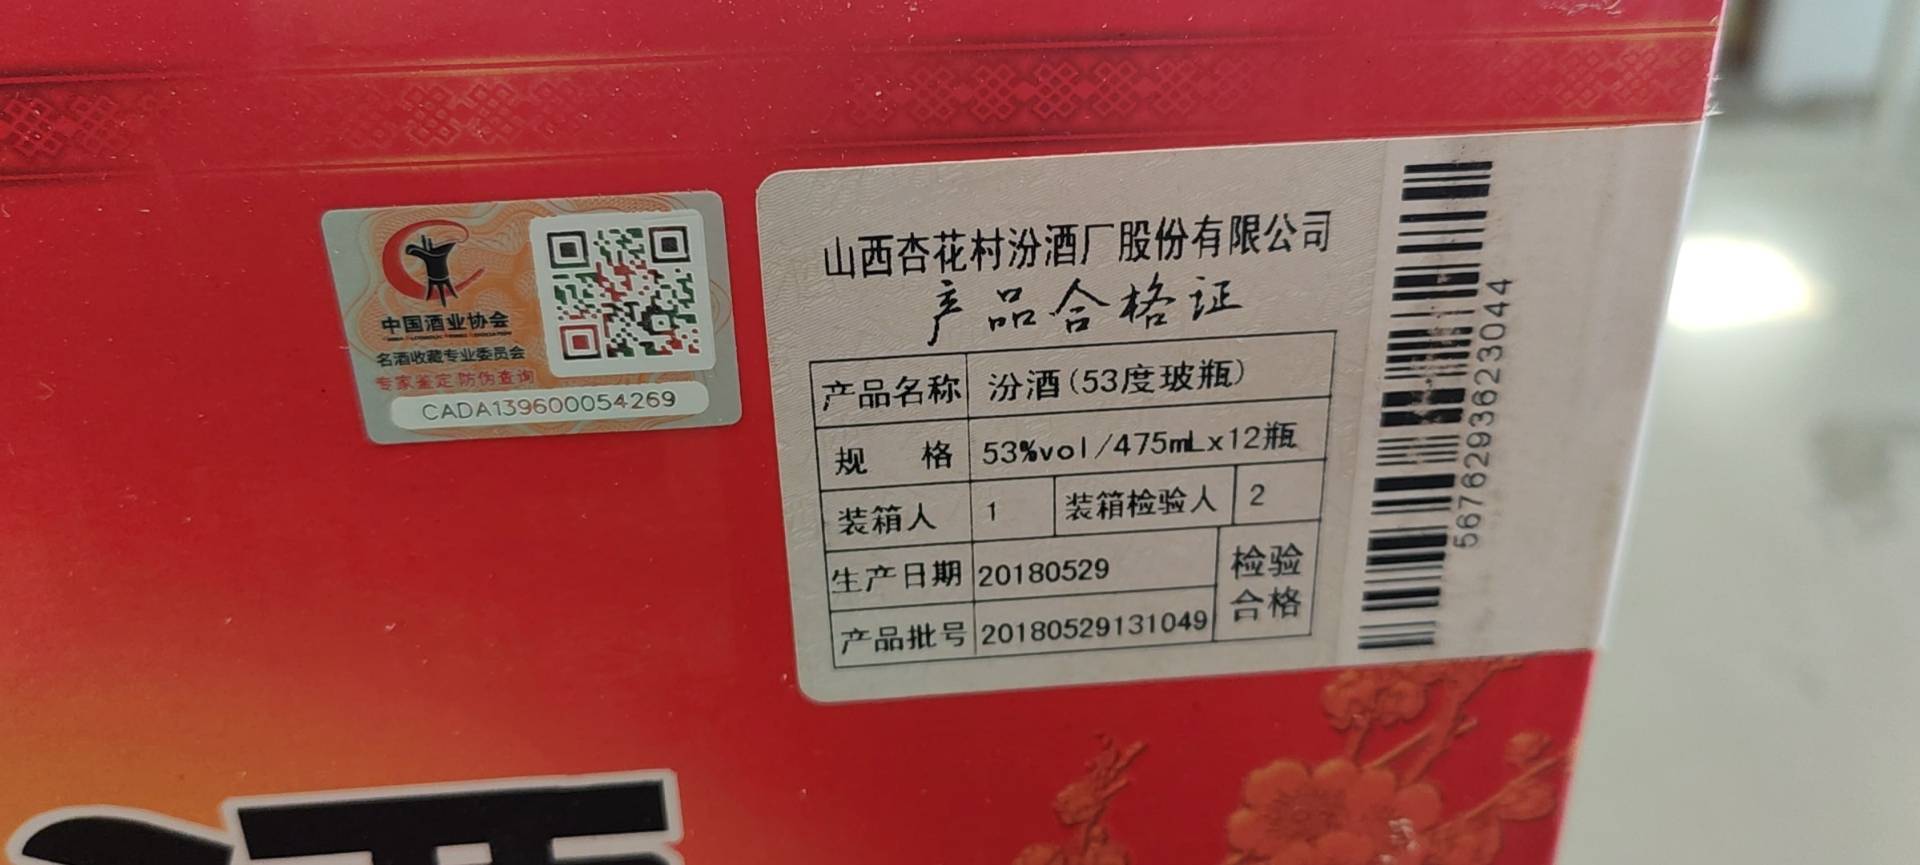 中国酒业协会
名酒收藏专业委员会
专家鉴定 防伪查询
CADA139600054269
山西杏花村汾酒厂股份有限公司
产品合格证
产品名称 汾酒(53度玻瓶)
规 格 53%vol/475mLx12瓶
装箱人 1 装箱检验人 2
生产日期 20180529
产品批号 20180529131049
检验
合格
5676293623044